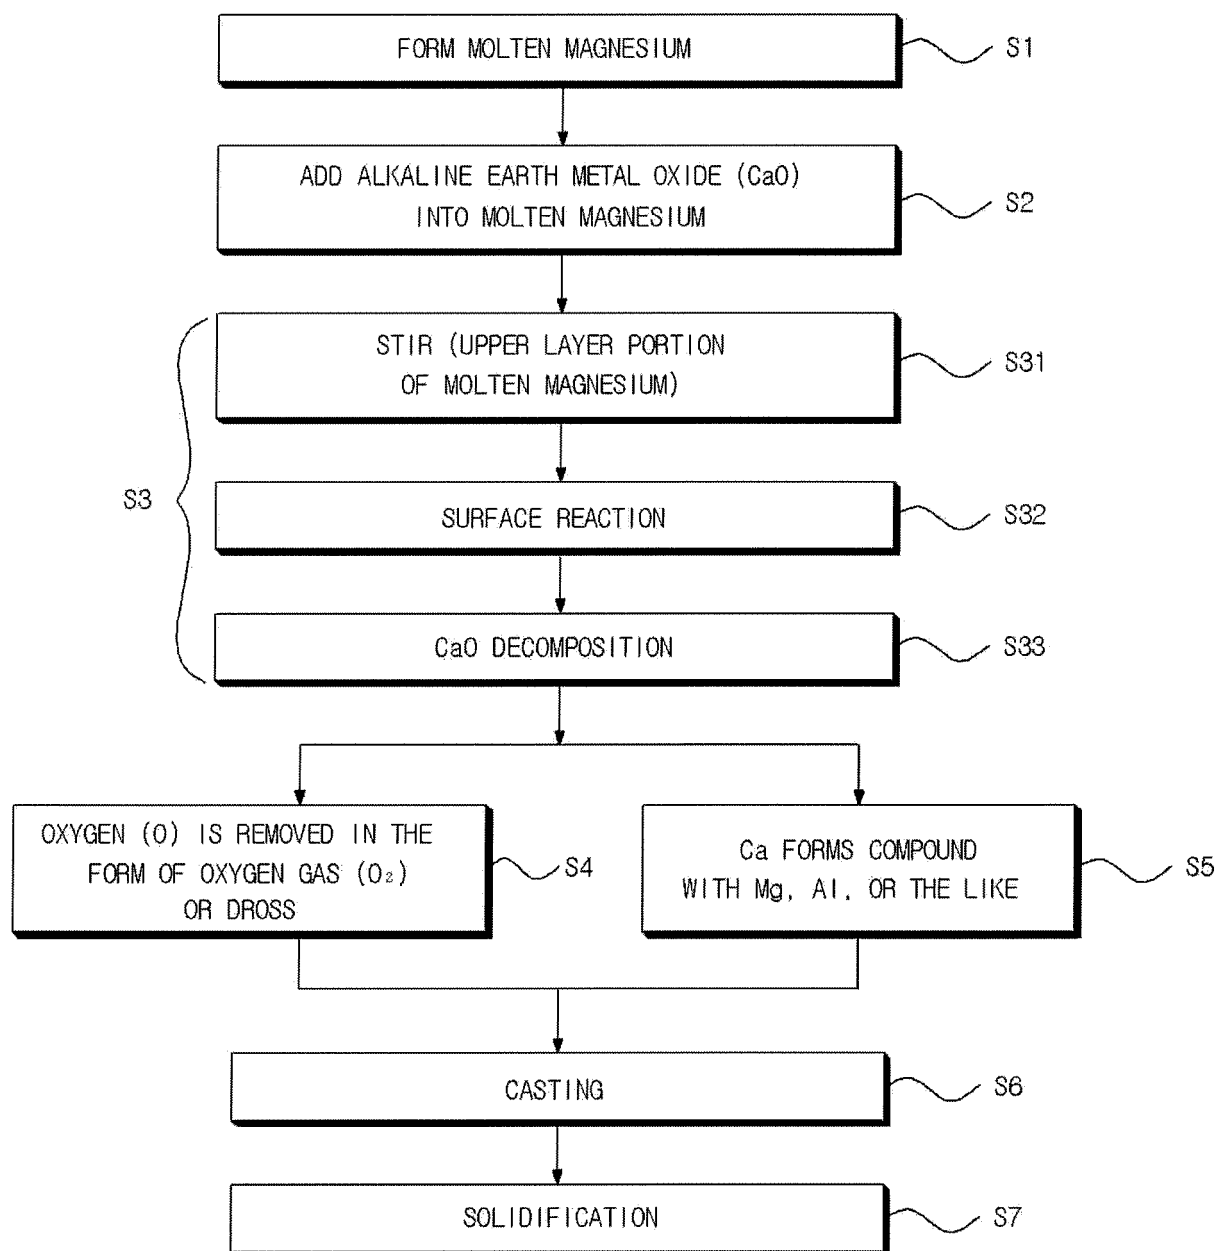 FORM MOLTEN MAGNESIUM
S1
ADD ALKALINE EARTH METAL OXIDE (CaO)
INTO MOLTEN MAGNESIUM
S2
STIR (UPPER LAYER PORTION
OF MOLTEN MAGNESIUM)
S31
S3
SURFACE REACTION
S32
CaO DECOMPOSITION
S33
OXYGEN (O) IS REMOVED IN THE
FORM OF OXYGEN GAS (O₂)
OR DROSS
S4
Ca FORMS COMPOUND
WITH Mg, Al, OR THE LIKE
S5
CASTING
S6
SOLIDIFICATION
S7